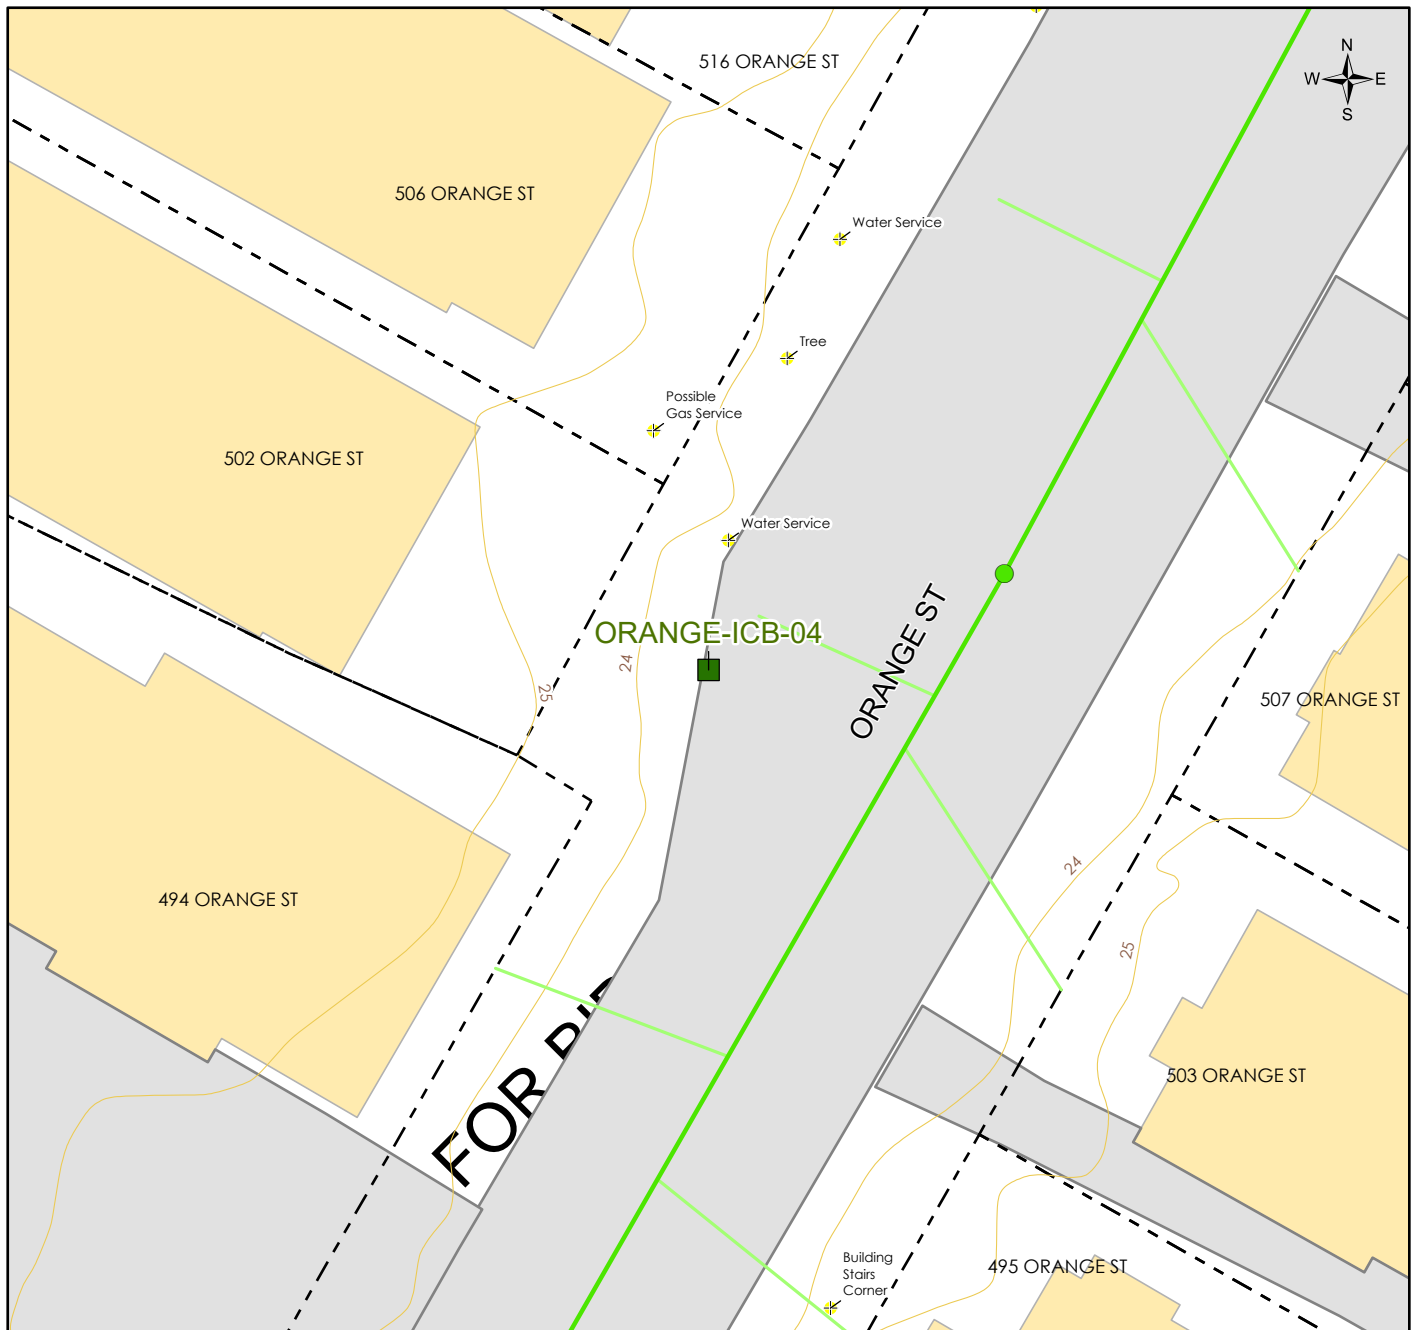 516 ORANGE ST
N
W E
S
506 ORANGE ST
Water Service
Tree
Possible
Gas Service
502 ORANGE ST
Water Service
ORANGE-ICB-04
ORANGE ST
24
25
507 ORANGE ST
24
494 ORANGE ST
25
FOR
503 ORANGE ST
Building
Stairs
Corner
495 ORANGE ST